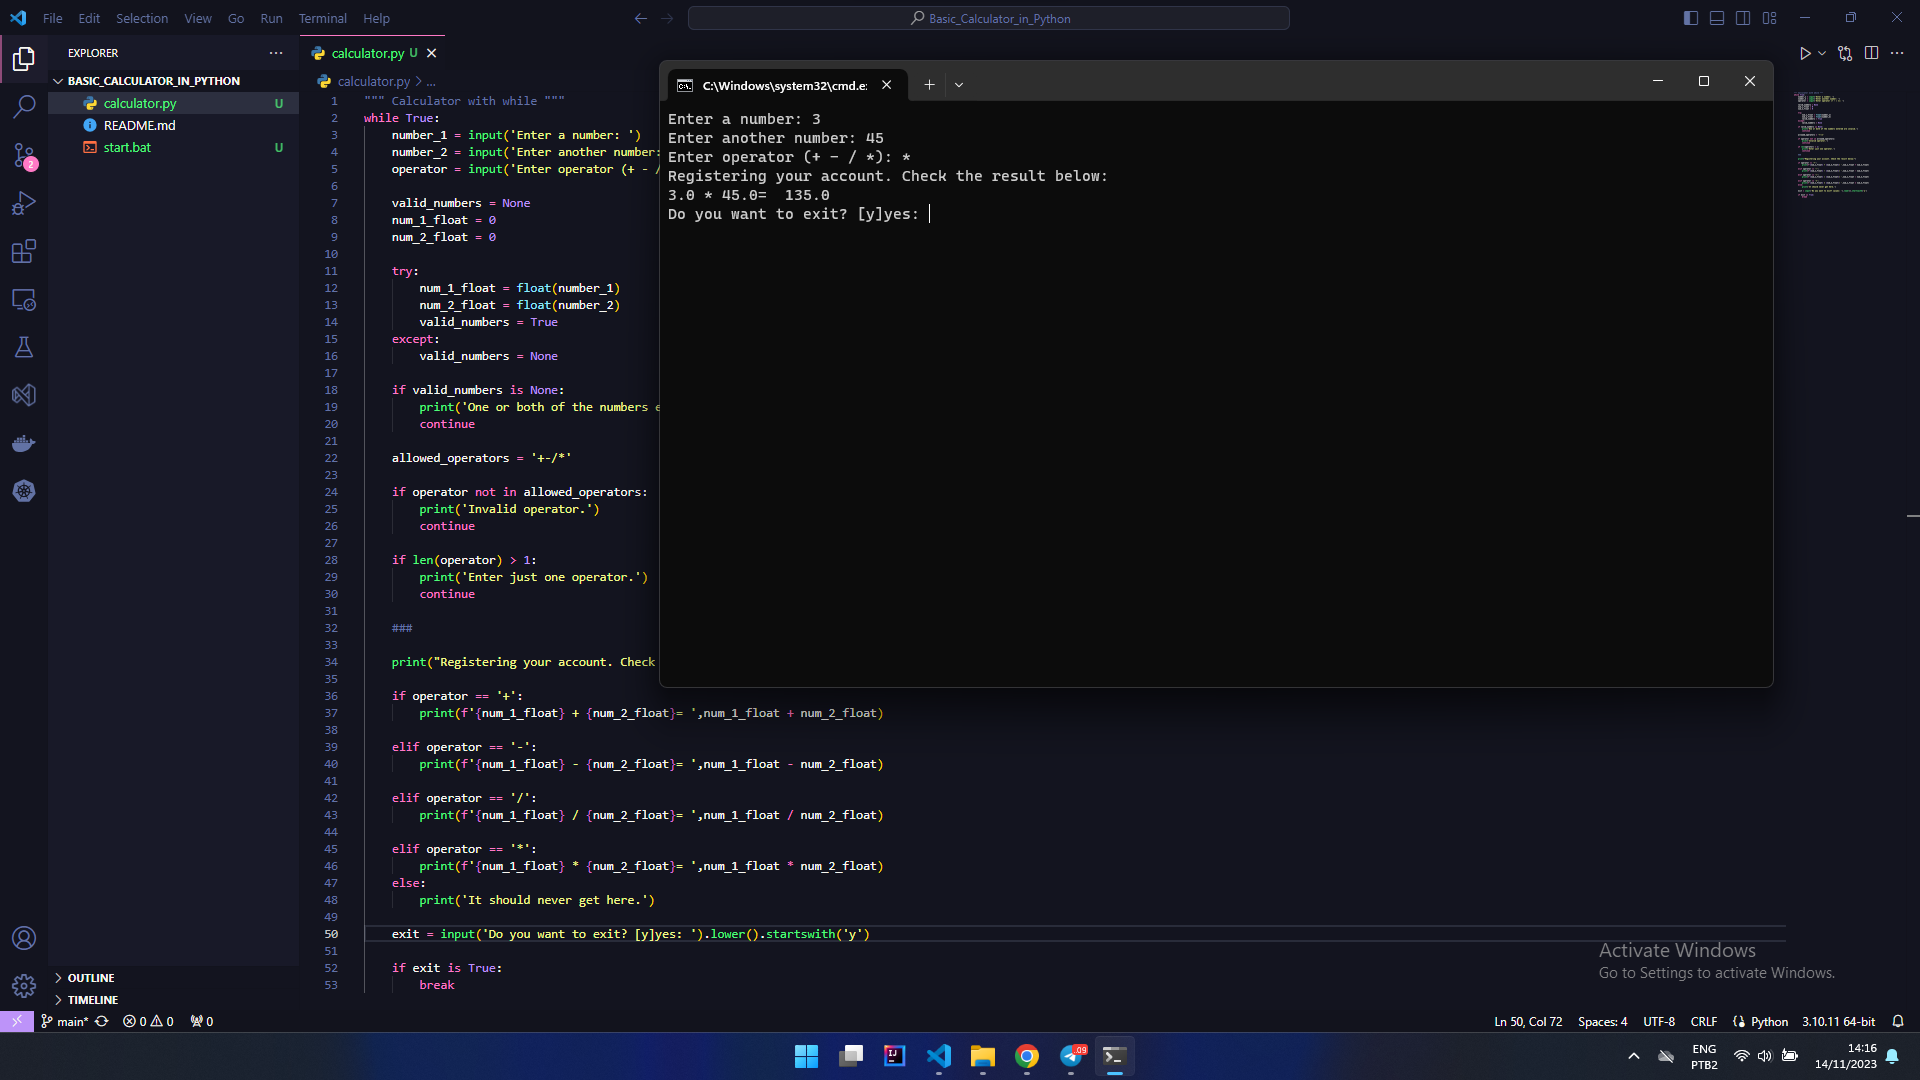 File Edit Selection View Go Run Terminal Help
Basic_Calculator_in_Python
EXPLORER
BASIC_CALCULATOR_IN_PYTHON
calculator.py U
README.md
start.bat U
2
calculator.py U
calculator.py > ...
1 """ Calculator with while """
2 while True:
3 number_1 = input('Enter a number: ')
4 number_2 = input('Enter another number:
5 operator = input('Enter operator (+ - /
6
7 valid_numbers = None
8 num_1_float = 0
9 num_2_float = 0
10
11 try:
12 num_1_float = float(number_1)
13 num_2_float = float(number_2)
14 valid_numbers = True
15 except:
16 valid_numbers = None
17
18 if valid_numbers is None:
19 print('One or both of the numbers e
20 continue
21
22 allowed_operators = '+-/*'
23
24 if operator not in allowed_operators:
25 print('Invalid operator.')
26 continue
27
28 if len(operator) > 1:
29 print('Enter just one operator.')
30 continue
31
32 ###
33
34 print("Registering your account. Check
35
36 if operator == '+':
37 print(f'{num_1_float} + {num_2_float}= ',num_1_float + num_2_float)
38
39 elif operator == '-':
40 print(f'{num_1_float} - {num_2_float}= ',num_1_float - num_2_float)
41
42 elif operator == '/':
43 print(f'{num_1_float} / {num_2_float}= ',num_1_float / num_2_float)
44
45 elif operator == '*':
46 print(f'{num_1_float} * {num_2_float}= ',num_1_float * num_2_float)
47 else:
48 print('It should never get here.')
49
50 exit = input('Do you want to exit? [y]yes: ').lower().startswith('y')
51
52 if exit is True:
53 break
C:\Windows\system32\cmd.e:
Enter a number: 3
Enter another number: 45
Enter operator (+ - / *): *
Registering your account. Check the result below:
3.0 * 45.0=  135.0
Do you want to exit? [y]yes:
Activate Windows
Go to Settings to activate Windows.
OUTLINE
TIMELINE
main* 0 0 0
Ln 50, Col 72 Spaces: 4 UTF-8 CRLF Python 3.10.11 64-bit
IJ
09
ENG
PTB2
14:16
14/11/2023